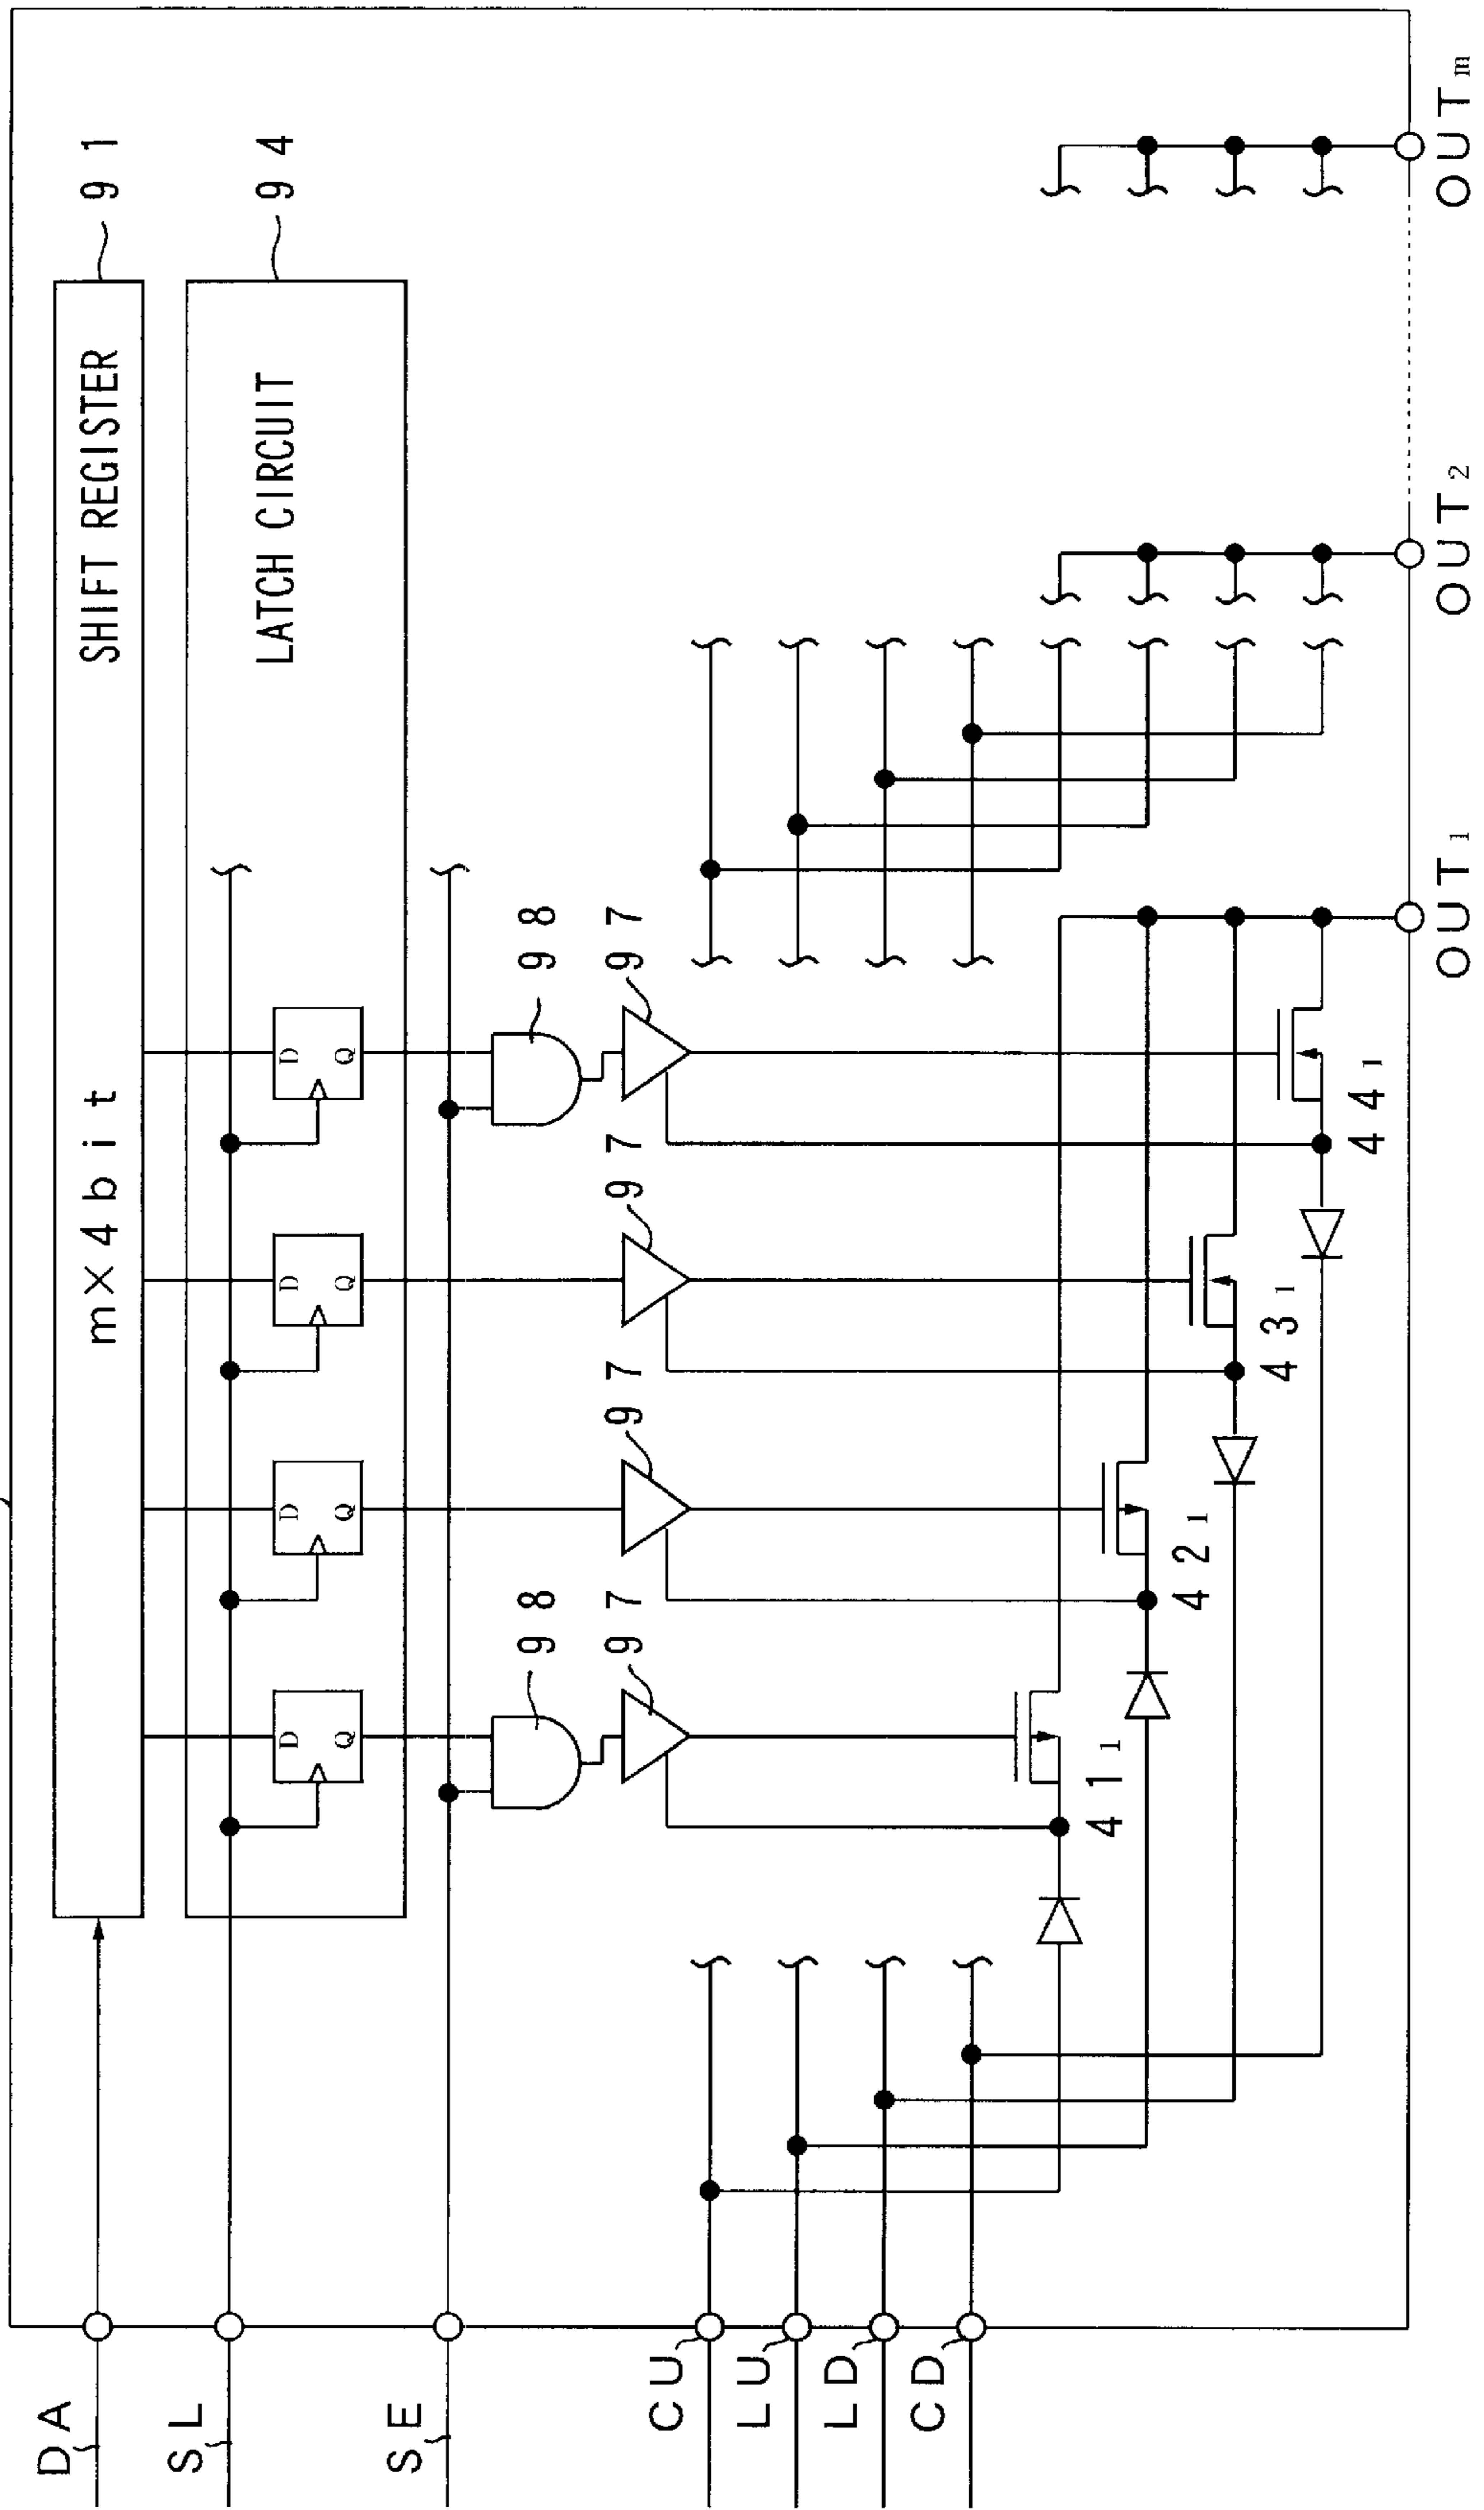 DA
SL
SE
CU
LU
LD
CD
m×4bit SHIFT REGISTER
91
LATCH CIRCUIT
94
D Q
D Q
D Q
D Q
98
98
97
97
97
97
41₁
42₁
43₁
44₁
OUT₁
OUT₂
OUTₘ